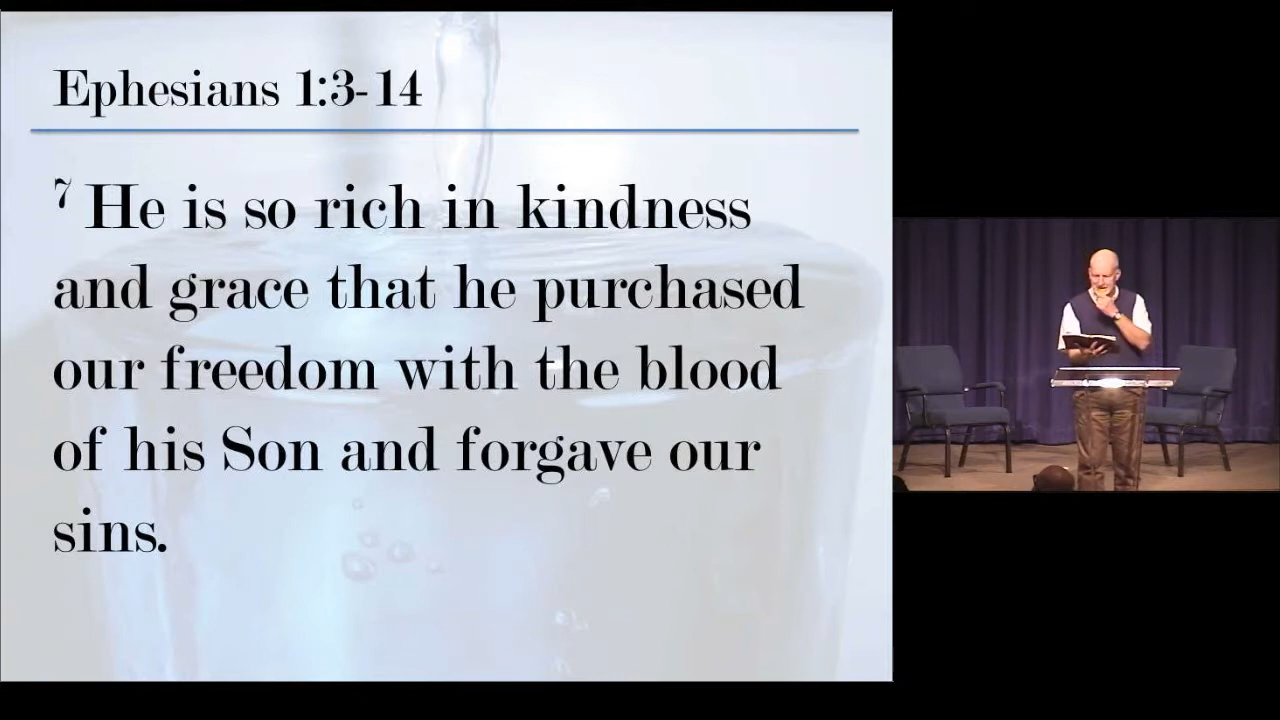 Ephesians 1:3-14
7 He is so rich in kindness
and grace that he purchased
our freedom with the blood
of his Son and forgave our
sins.